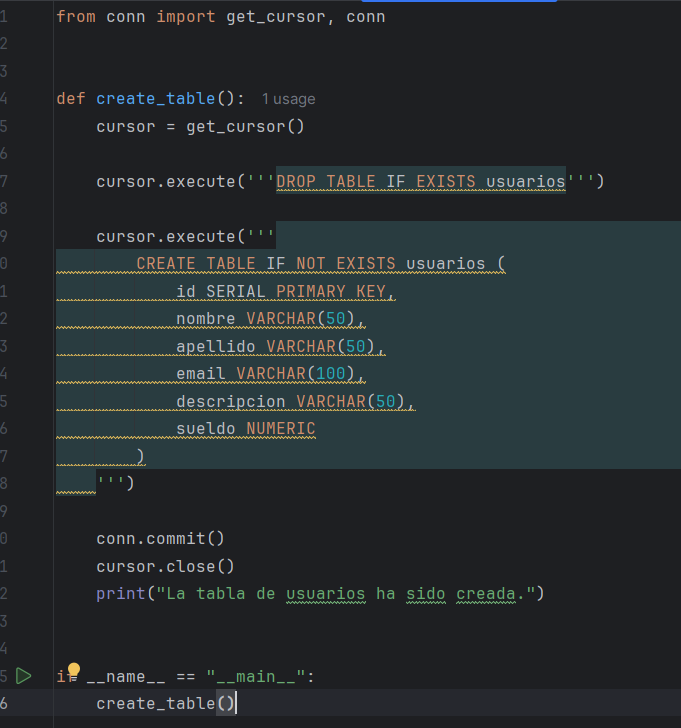 1 from conn import get_cursor, conn
2
3
4 def create_table(): 1 usage
5 cursor = get_cursor()
6
7 cursor.execute('''DROP TABLE IF EXISTS usuarios''')
8
9 cursor.execute('''
0 CREATE TABLE IF NOT EXISTS usuarios (
1 id SERIAL PRIMARY KEY,
2 nombre VARCHAR(50),
3 apellido VARCHAR(50),
4 email VARCHAR(100),
5 descripcion VARCHAR(50),
6 sueldo NUMERIC
7 )
8 ''')
9
0 conn.commit()
1 cursor.close()
2 print("La tabla de usuarios ha sido creada.")
3
4
5 if __name__ == "__main__":
6 create_table()